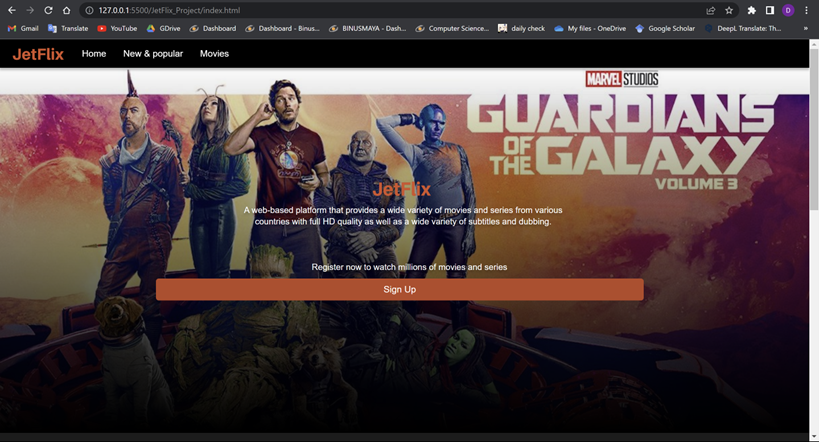 127.0.0.1:5500/JetFlix_Project/index.html
D
Gmail Translate YouTube GDrive Dashboard Dashboard - Binus... BINUSMAYA - Dash... Computer Science... daily check My files - OneDrive Google Scholar DeepL Translate: Th... »
JetFlix Home New & popular Movies
MARVEL STUDIOS
GUARDIANS
OF THE GALAXY
VOLUME 3
JetFlix
A web-based platform that provides a wide variety of movies and series from various
countries with full HD quality as well as a wide variety of subtitles and dubbing.
Register now to watch millions of movies and series
Sign Up